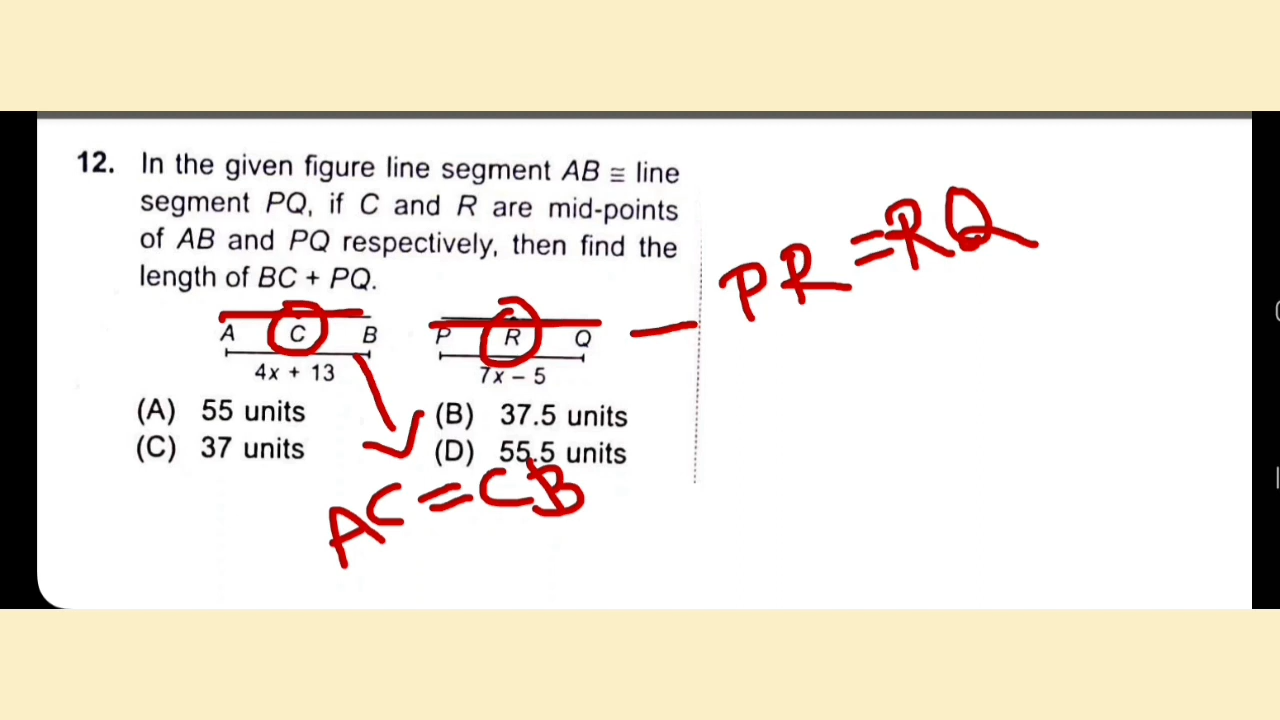 12. In the given figure line segment AB ≅ line
segment PQ, if C and R are mid-points
of AB and PQ respectively, then find the
length of BC + PQ.
A C B P R Q
4x + 13 7x – 5
(A) 55 units (B) 37.5 units
(C) 37 units (D) 55.5 units
PR=RQ
AC=CB